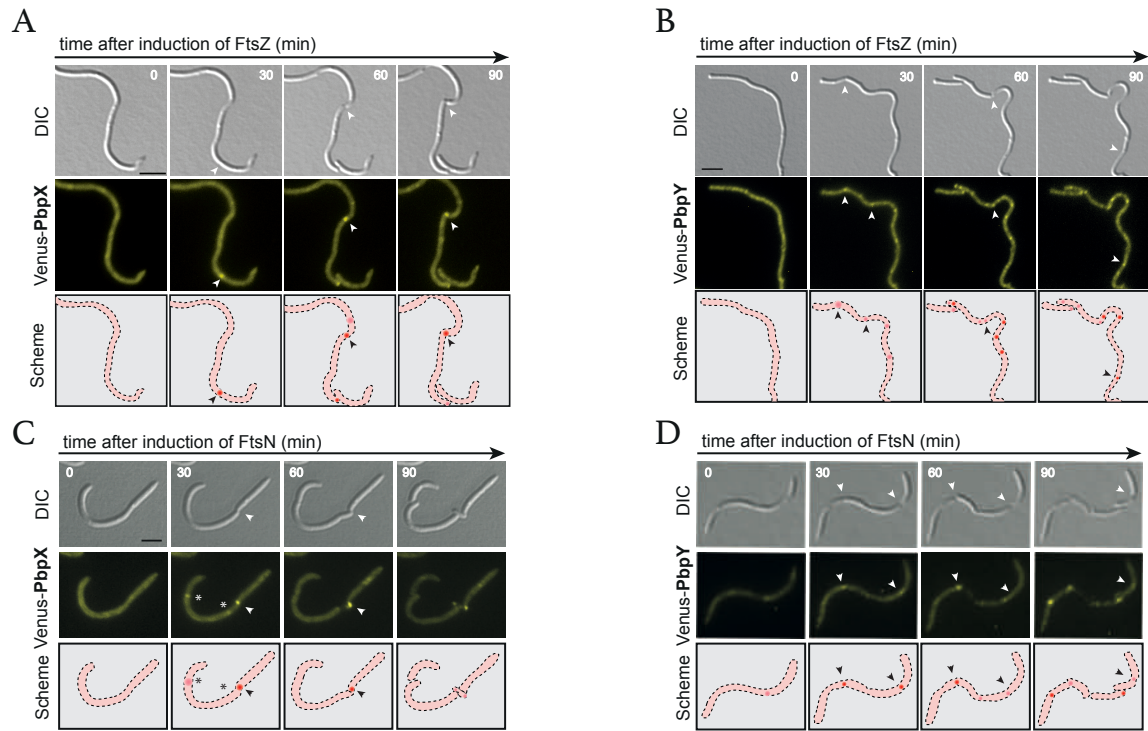 A
time after induction of FtsZ (min)
DIC
0
30
60
90
Venus-PbpX
Scheme
B
time after induction of FtsZ (min)
DIC
0
30
60
90
Venus-PbpY
Scheme
C
time after induction of FtsN (min)
DIC
0
30
60
90
Venus-PbpX
* *
Scheme
* *
D
time after induction of FtsN (min)
DIC
0
30
60
90
Venus-PbpY
Scheme